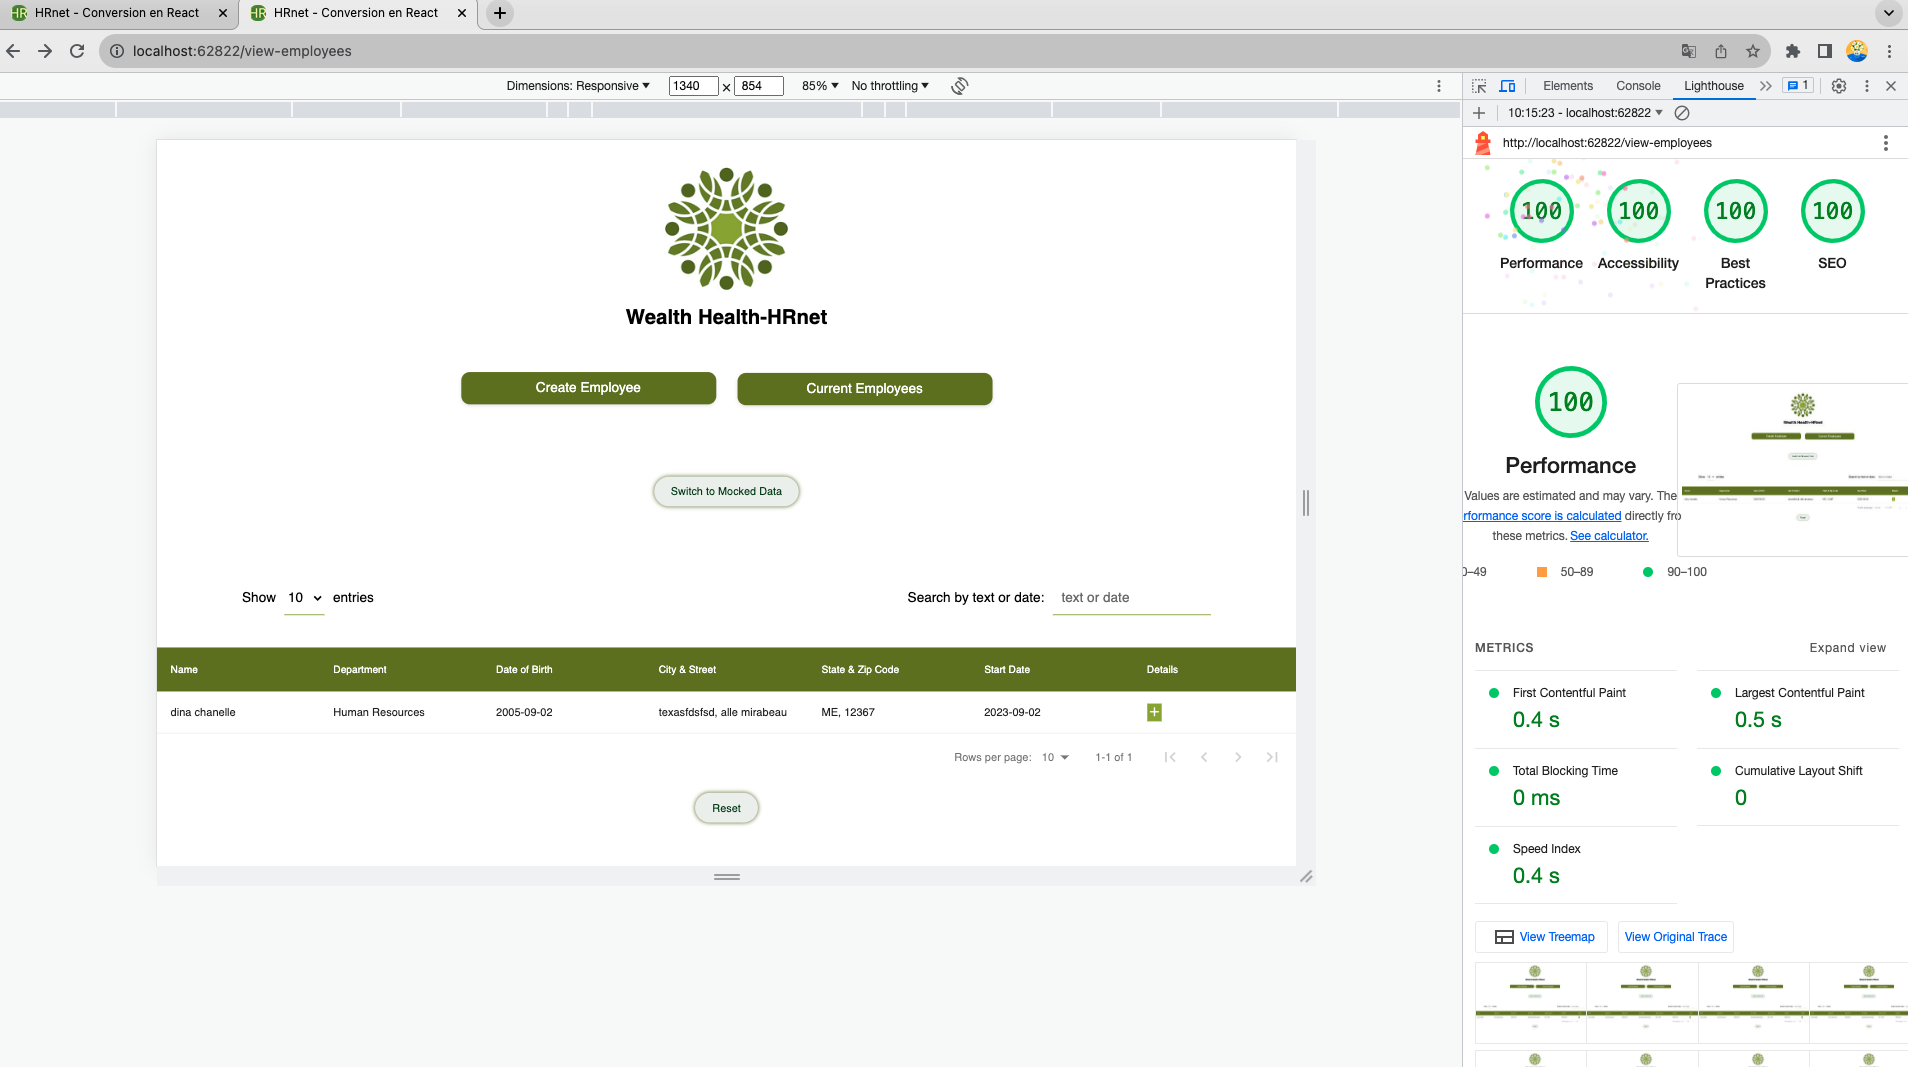 HRnet - Conversion en React
HRnet - Conversion en React
localhost:62822/view-employees
Dimensions: Responsive 1340 x 854 85% No throttling
Elements Console Lighthouse 1
10:15:23 - localhost:62822
http://localhost:62822/view-employees
100 100 100 100
Performance Accessibility Best Practices SEO
100
Performance
Values are estimated and may vary. The
rformance score is calculated directly fro
these metrics. See calculator.
0–49 50–89 90–100
METRICS Expand view
First Contentful Paint
0.4 s
Largest Contentful Paint
0.5 s
Total Blocking Time
0 ms
Cumulative Layout Shift
0
Speed Index
0.4 s
View Treemap View Original Trace
Wealth Health-HRnet
Create Employee Current Employees
Switch to Mocked Data
Show 10 entries Search by text or date: text or date
Name Department Date of Birth City & Street State & Zip Code Start Date Details
dina chanelle Human Resources 2005-09-02 texasfdsfsd, alle mirabeau ME, 12367 2023-09-02 +
Rows per page: 10 1-1 of 1
Reset